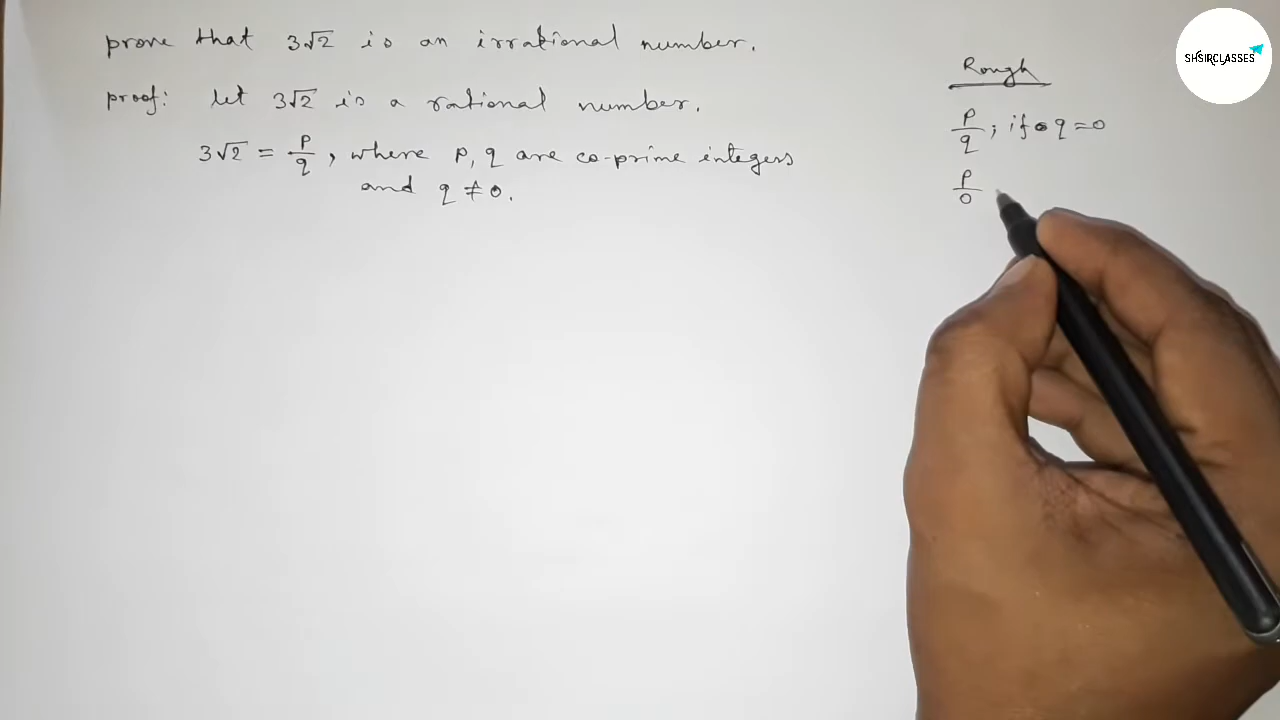 prove that 3√2 is an irrational number.
proof: let 3√2 is a rational number.
3√2 = p/q, where p, q are co-prime integers
and q ≠ 0.
Rough
p/q ; if q = 0
p/0
SHSIRCLASSES